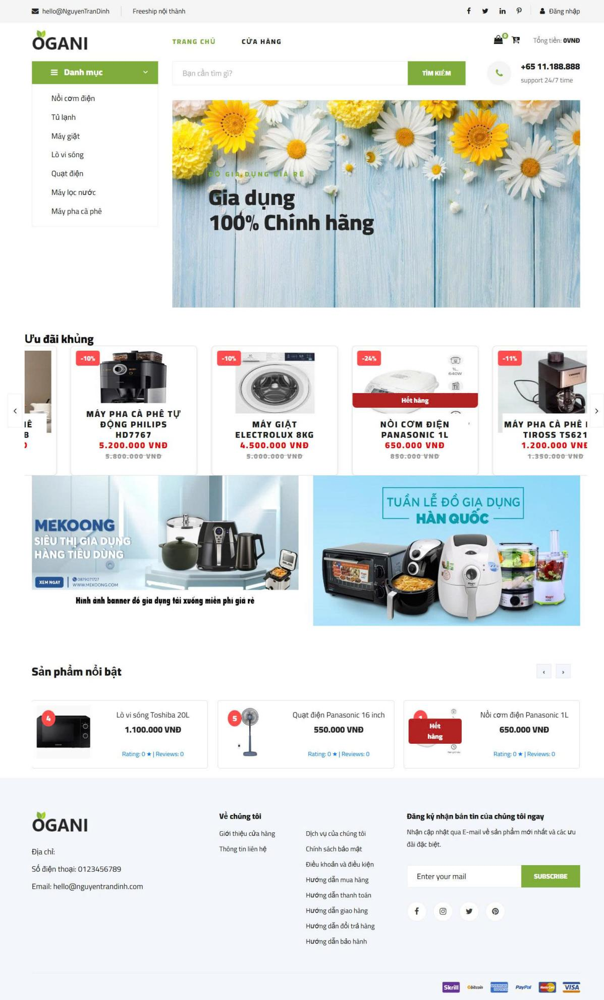 hello@NguyenTranDinh
Freeship nội thành
Đăng nhập
OGANI
TRANG CHỦ
CỬA HÀNG
0
Tổng tiền: 0VNĐ
Danh mục
Bạn cần tìm gì?
TÌM KIẾM
+65 11.188.888
support 24/7 time
Nồi cơm điện
Tủ lạnh
Máy giặt
Lò vi sóng
Quạt điện
Máy lọc nước
Máy pha cà phê
ĐỒ GIA DỤNG GIÁ RẺ
Gia dụng
100% Chính hãng
Ưu đãi khủng
-10%
MÁY PHA CÀ PHÊ TỰ
ĐỘNG PHILIPS
HD7767
5.200.000 VNĐ
5.800.000 VNĐ
-10%
MÁY GIẶT
ELECTROLUX 8KG
4.500.000 VNĐ
5.000.000 VNĐ
-24%
1L
640W
Hết hàng
NỒI CƠM ĐIỆN
PANASONIC 1L
650.000 VNĐ
850.000 VNĐ
-11%
MÁY PHA CÀ PHÊ
TIROSS TS621
1.200.000 VNĐ
1.350.000 VNĐ
MEKOONG
SIÊU THỊ GIA DỤNG
HÀNG TIÊU DÙNG
XEM NGAY
0879071727
WWW.MEKOONG.COM
Hình ảnh banner đồ gia dụng tải xuống miễn phí giá rẻ
TUẦN LỄ ĐỒ GIA DỤNG
HÀN QUỐC
Magic
Magic
Magic
Sản phẩm nổi bật
4
Lò vi sóng Toshiba 20L
1.100.000 VNĐ
Rating: 0 ★ | Reviews: 0
5
Quạt điện Panasonic 16 inch
550.000 VNĐ
Rating: 0 ★ | Reviews: 0
Hết
hàng
Nồi cơm điện Panasonic 1L
650.000 VNĐ
Rating: 0 ★ | Reviews: 0
OGANI
Địa chỉ:
Số điện thoại: 0123456789
Email: hello@nguyentrandinh.com
Về chúng tôi
Giới thiệu cửa hàng
Thông tin liên hệ
Dịch vụ của chúng tôi
Chính sách bảo mật
Điều khoản và điều kiện
Hướng dẫn mua hàng
Hướng dẫn thanh toán
Hướng dẫn giao hàng
Hướng dẫn đổi trả hàng
Hướng dẫn bảo hành
Đăng ký nhận bản tin của chúng tôi ngay
Nhận cập nhật qua E-mail về sản phẩm mới nhất và các ưu
đãi đặc biệt.
Enter your mail
SUBSCRIBE
Skrill
bitcoin
AMERICAN EXPRESS
PayPal
MasterCard
VISA